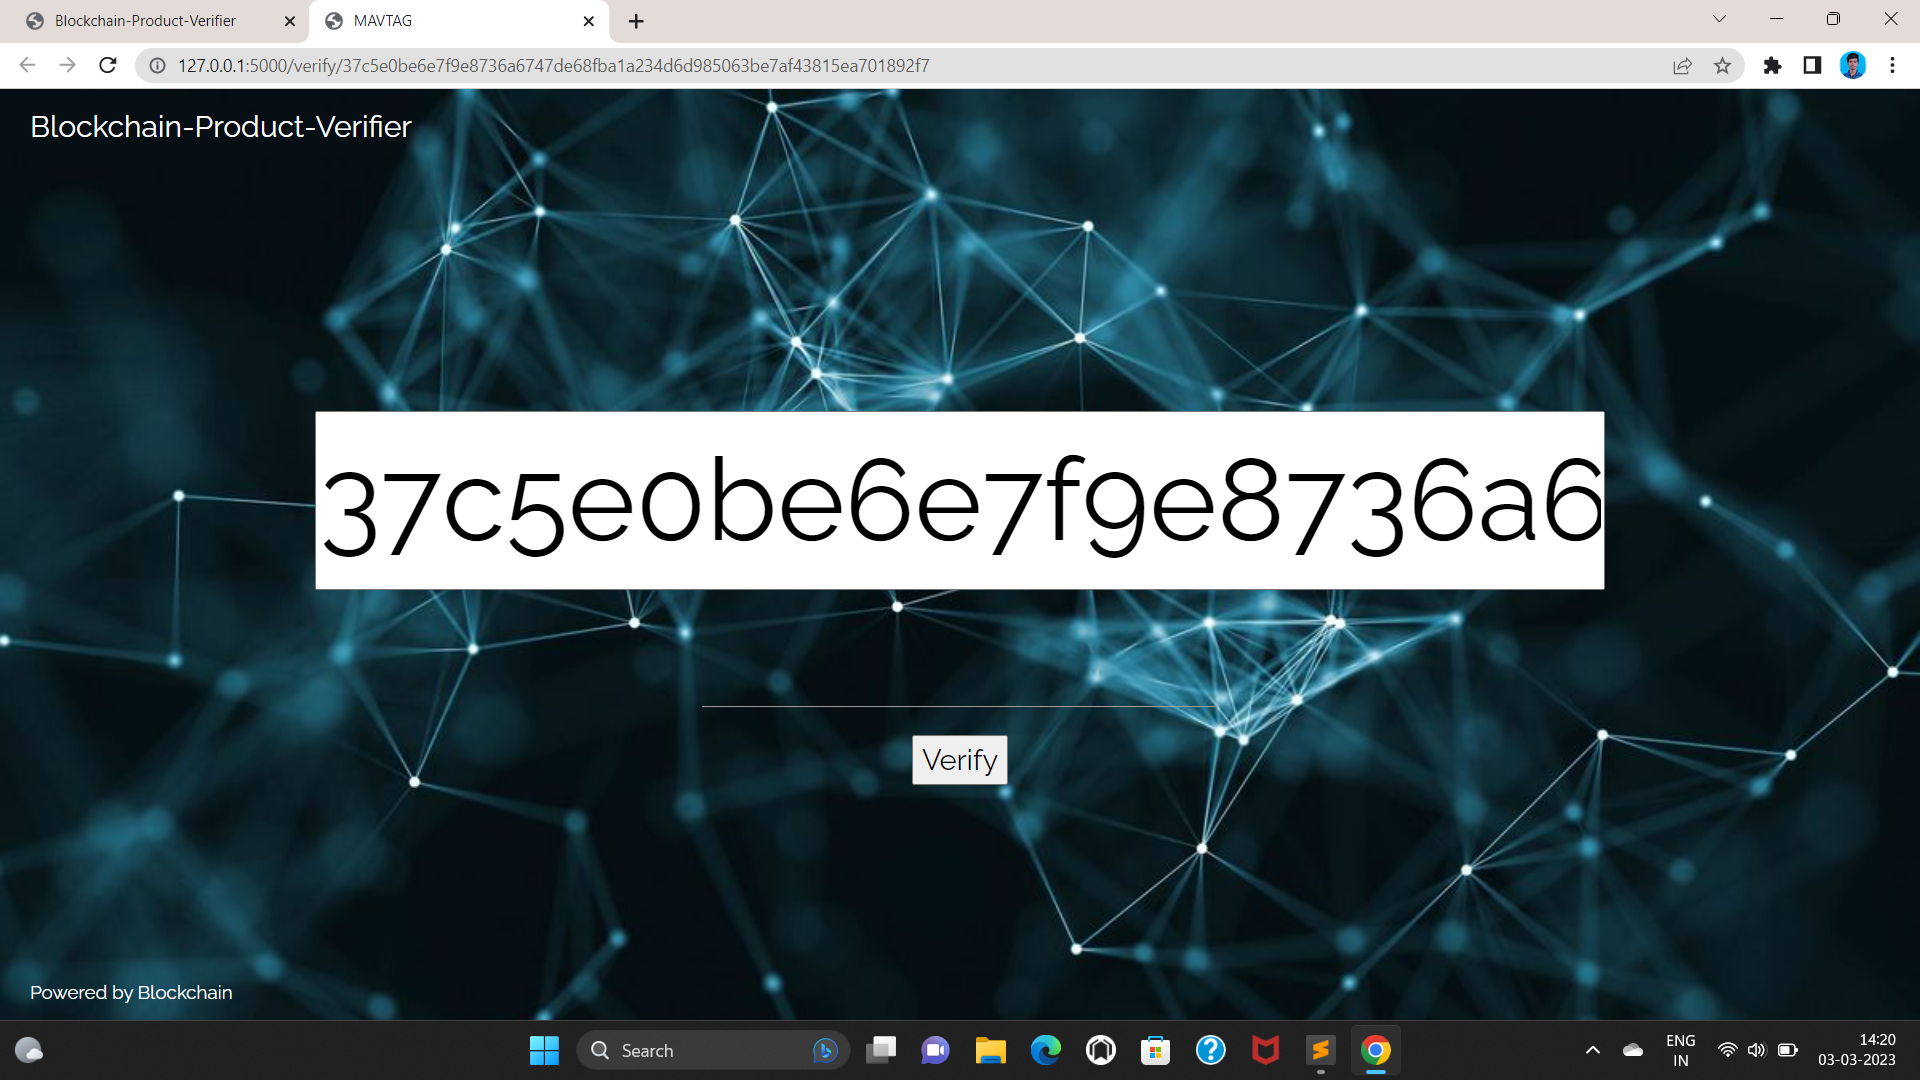 Blockchain-Product-Verifier
MAVTAG
127.0.0.1:5000/verify/37c5e0be6e7f9e8736a6747de68fba1a234d6d985063be7af43815ea701892f7
Blockchain-Product-Verifier
37c5e0be6e7f9e8736a6
Verify
Powered by Blockchain
Search
ENG
IN
14:20
03-03-2023